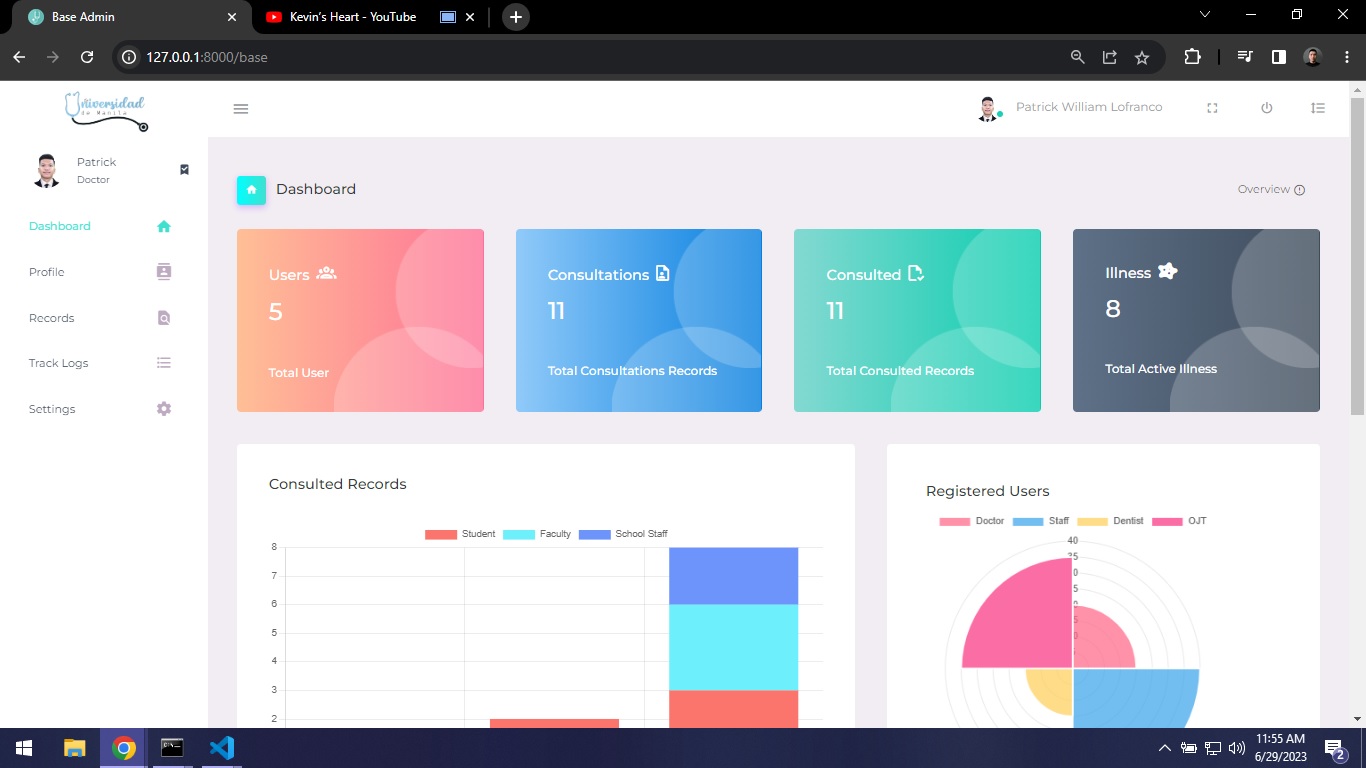 Base Admin
Kevin's Heart - YouTube
127.0.0.1:8000/base
Universidad
de Manila
Patrick William Lofranco
Patrick
Doctor
Dashboard
Profile
Records
Track Logs
Settings
Dashboard
Overview
Users
5
Total User
Consultations
11
Total Consultations Records
Consulted
11
Total Consulted Records
Illness
8
Total Active Illness
Consulted Records
Student Faculty School Staff
8
7
6
5
4
3
2
Registered Users
Doctor Staff Dentist OJT
40
35
11:55 AM
6/29/2023
2